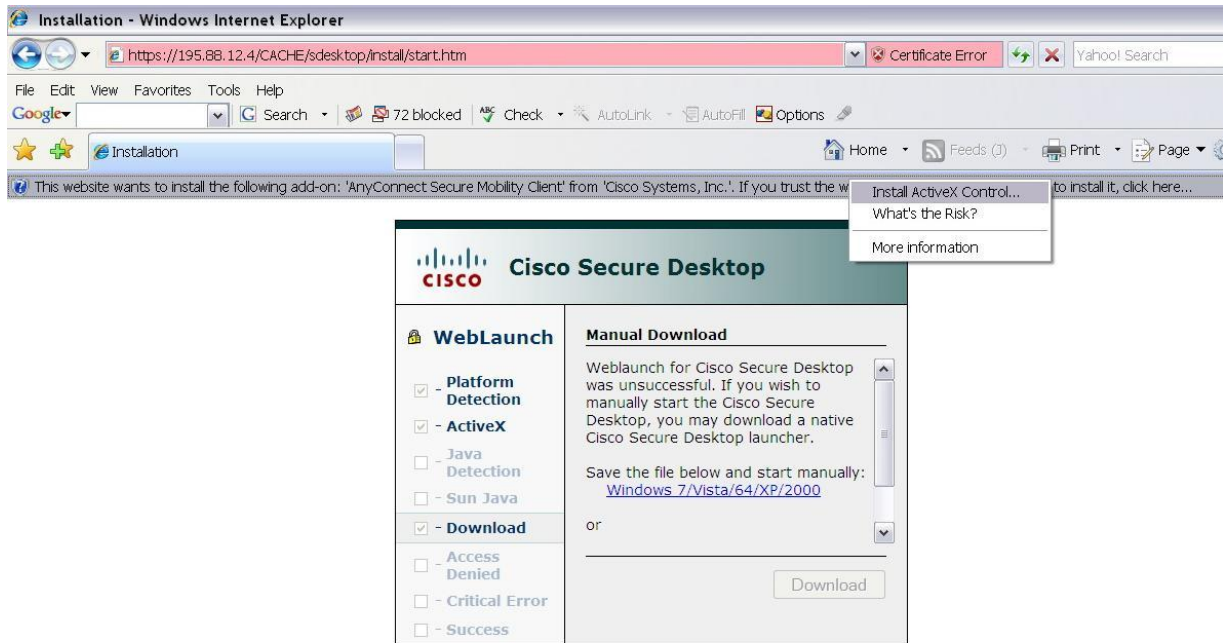 Installation - Windows Internet Explorer
https://195.88.12.4/CACHE/sdesktop/install/start.htm Certificate Error Yahoo! Search
File Edit View Favorites Tools Help
Google Search 72 blocked ABC Check AutoLink AutoFill Options
Installation Home Feeds (J) Print Page
This website wants to install the following add-on: 'AnyConnect Secure Mobility Client' from 'Cisco Systems, Inc.'. If you trust the w to install it, click here...
Install ActiveX Control...
What's the Risk?
More information
CISCO Cisco Secure Desktop
WebLaunch
- Platform
Detection
- ActiveX
- Java
Detection
- Sun Java
- Download
- Access
Denied
- Critical Error
- Success
Manual Download
Weblaunch for Cisco Secure Desktop
was unsuccessful. If you wish to
manually start the Cisco Secure
Desktop, you may download a native
Cisco Secure Desktop launcher.
Save the file below and start manually:
Windows 7/Vista/64/XP/2000
or
Download